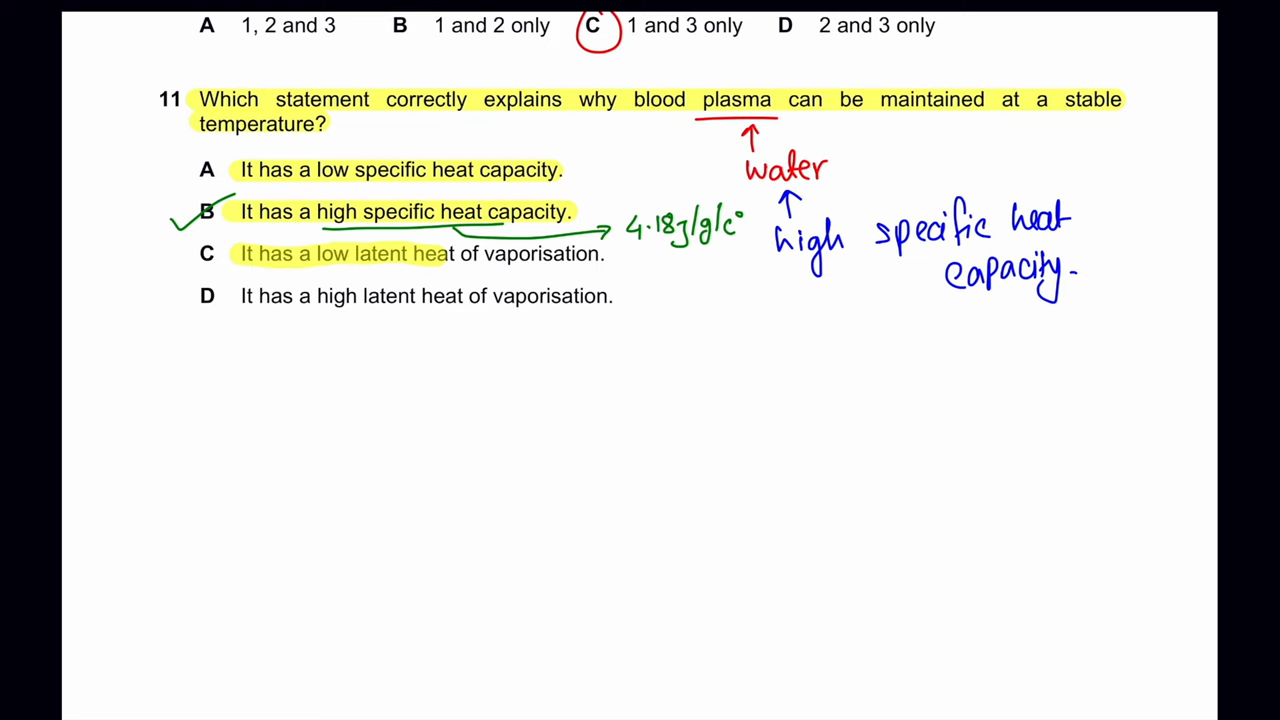 A 1, 2 and 3 B 1 and 2 only C 1 and 3 only D 2 and 3 only
11 Which statement correctly explains why blood plasma can be maintained at a stable
temperature?
water
A It has a low specific heat capacity.
B It has a high specific heat capacity.
4.18J/g/c°
high specific heat
capacity.
C It has a low latent heat of vaporisation.
D It has a high latent heat of vaporisation.